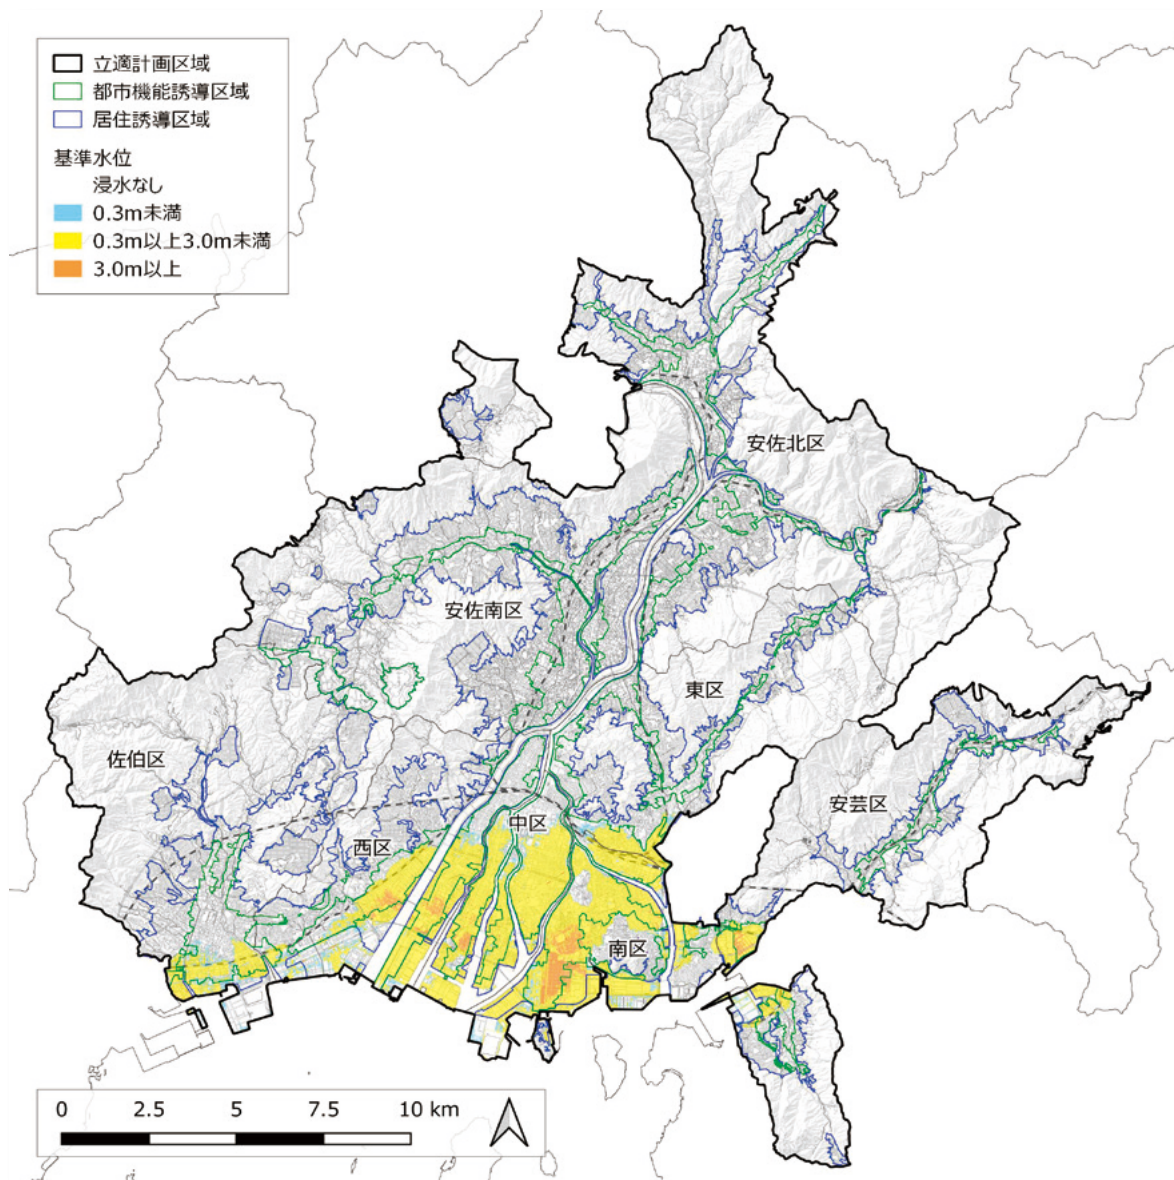 立適計画区域
都市機能誘導区域
居住誘導区域
基準水位
浸水なし
0.3m未満
0.3m以上3.0m未満
3.0m以上
安佐北区
安佐南区
東区
佐伯区
安芸区
中区
西区
南区
0 2.5 5 7.5 10 km